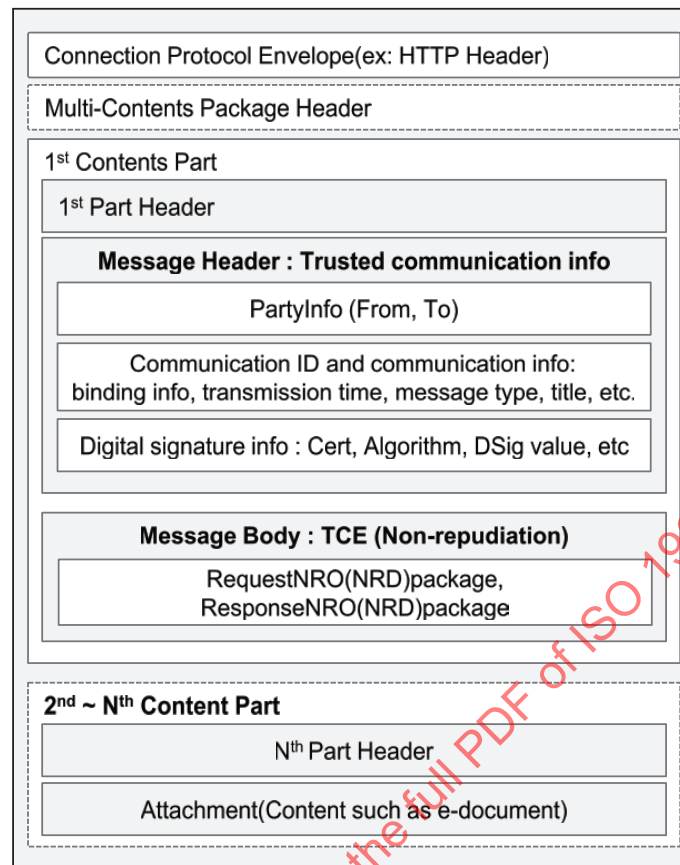 Connection Protocol Envelope(ex: HTTP Header)
Multi-Contents Package Header
1st Contents Part
1st Part Header
Message Header : Trusted communication info
PartyInfo (From, To)
Communication ID and communication info:
binding info, transmission time, message type, title, etc.
Digital signature info : Cert, Algorithm, DSig value, etc
Message Body : TCE (Non-repudiation)
RequestNRO(NRD)package,
ResponseNRO(NRD)package
2nd ~ Nth Content Part
Nth Part Header
Attachment(Content such as e-document)
the full PDF of ISO 19